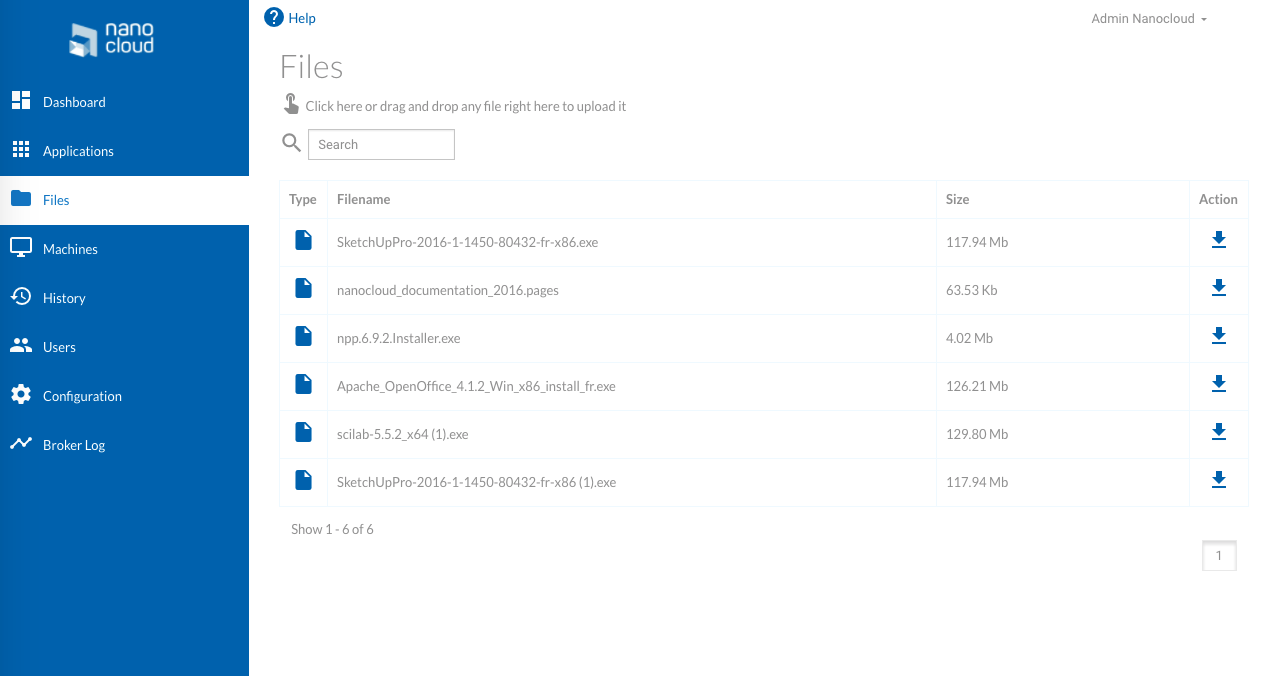 nano
cloud
Help
Admin Nanocloud
Dashboard
Applications
Files
Machines
History
Users
Configuration
Broker Log
Files
Click here or drag and drop any file right here to upload it
Search
Type Filename Size Action
SketchUpPro-2016-1-1450-80432-fr-x86.exe 117.94 Mb
nanocloud_documentation_2016.pages 63.53 Kb
npp.6.9.2.Installer.exe 4.02 Mb
Apache_OpenOffice_4.1.2_Win_x86_install_fr.exe 126.21 Mb
scilab-5.5.2_x64 (1).exe 129.80 Mb
SketchUpPro-2016-1-1450-80432-fr-x86 (1).exe 117.94 Mb
Show 1 - 6 of 6
1